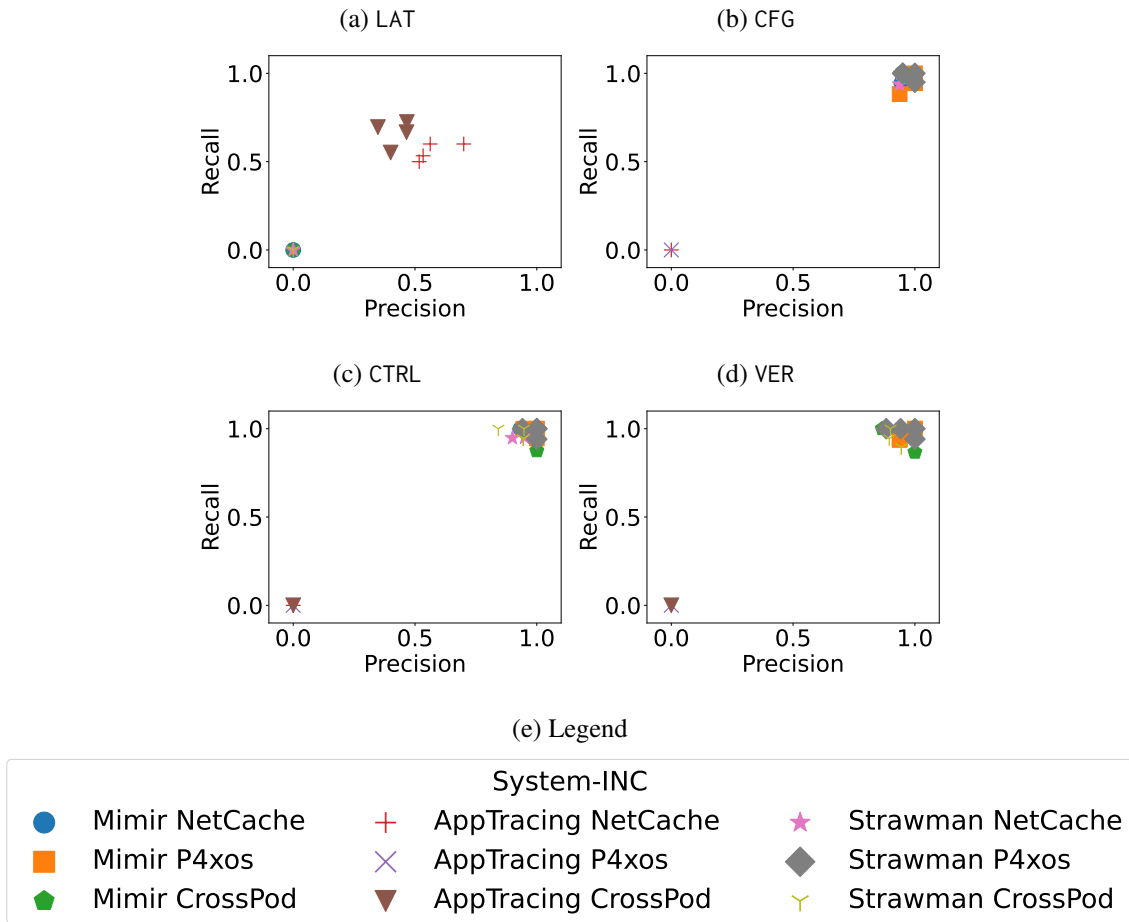 (a) LAT
(b) CFG
1.0
0.5
0.0
Recall
0.0 0.5 1.0
Precision
1.0
0.5
0.0
Recall
0.0 0.5 1.0
Precision
(c) CTRL
(d) VER
1.0
0.5
0.0
Recall
0.0 0.5 1.0
Precision
1.0
0.5
0.0
Recall
0.0 0.5 1.0
Precision
(e) Legend
System-INC
Mimir NetCache AppTracing NetCache Strawman NetCache
Mimir P4xos AppTracing P4xos Strawman P4xos
Mimir CrossPod AppTracing CrossPod Strawman CrossPod